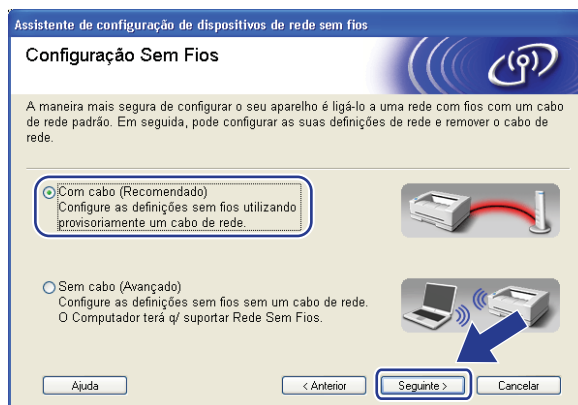 Assistente de configuração de dispositivos de rede sem fios
Configuração Sem Fios
A maneira mais segura de configurar o seu aparelho é ligá-lo a uma rede com fios com um cabo
de rede padrão. Em seguida, pode configurar as suas definições de rede e remover o cabo de
rede.
Com cabo (Recomendado)
Configure as definições sem fios utilizando
provisoriamente um cabo de rede.
Sem cabo (Avançado)
Configure as definições sem fios sem um cabo de rede.
O Computador terá q/ suportar Rede Sem Fios.
Ajuda
< Anterior
Seguinte >
Cancelar